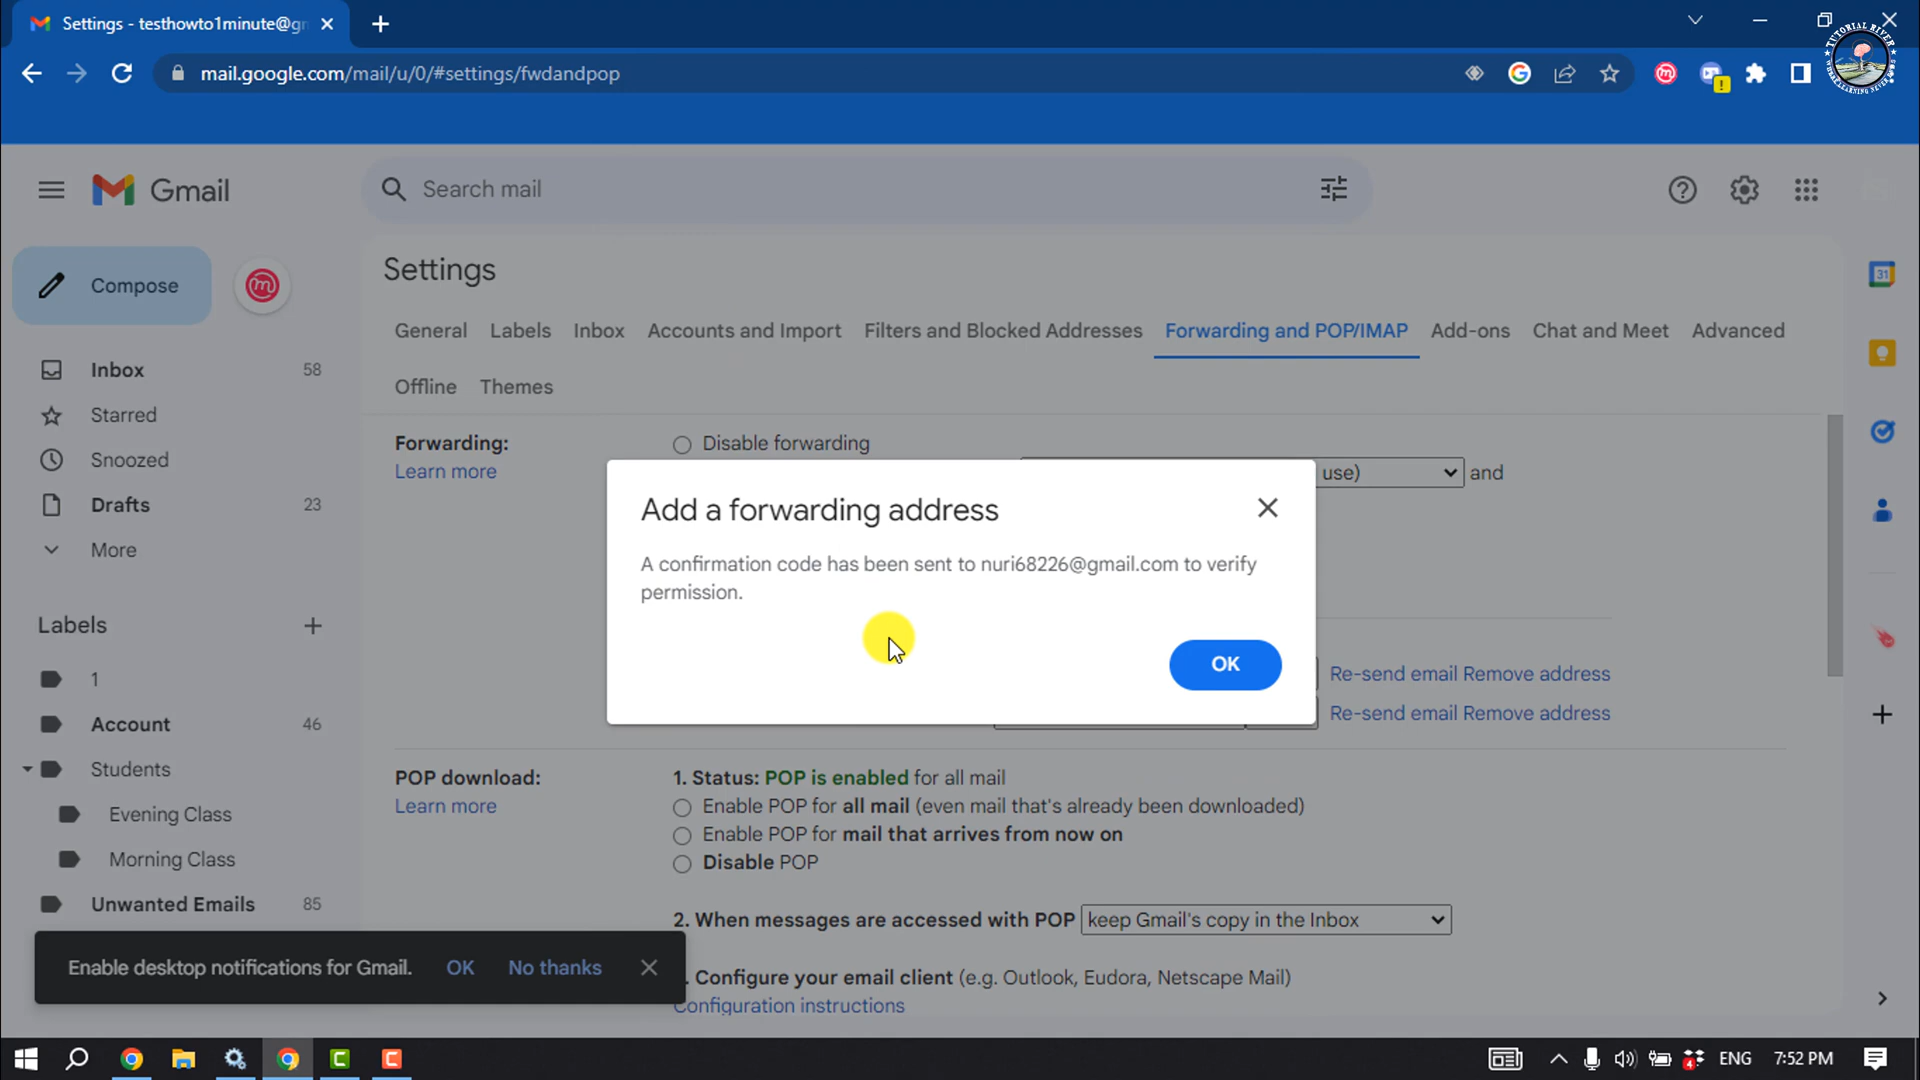 Settings - testhowto1minute@gr
mail.google.com/mail/u/0/#settings/fwdandpop
TUTORIAL RIVER
Gmail
Search mail
Compose
Settings
General Labels Inbox Accounts and Import Filters and Blocked Addresses Forwarding and POP/IMAP Add-ons Chat and Meet Advanced
Offline Themes
Inbox 58
Starred
Snoozed
Drafts 23
More
Labels
1
Account 46
Students
Evening Class
Morning Class
Unwanted Emails 85
Forwarding:
Learn more
Disable forwarding
use) and
Add a forwarding address
A confirmation code has been sent to nuri68226@gmail.com to verify
permission.
OK
Re-send email Remove address
Re-send email Remove address
POP download:
Learn more
1. Status: POP is enabled for all mail
Enable POP for all mail (even mail that's already been downloaded)
Enable POP for mail that arrives from now on
Disable POP
2. When messages are accessed with POP keep Gmail's copy in the Inbox
. Configure your email client (e.g. Outlook, Eudora, Netscape Mail)
Configuration instructions
Enable desktop notifications for Gmail. OK No thanks
31
4
ENG 7:52 PM